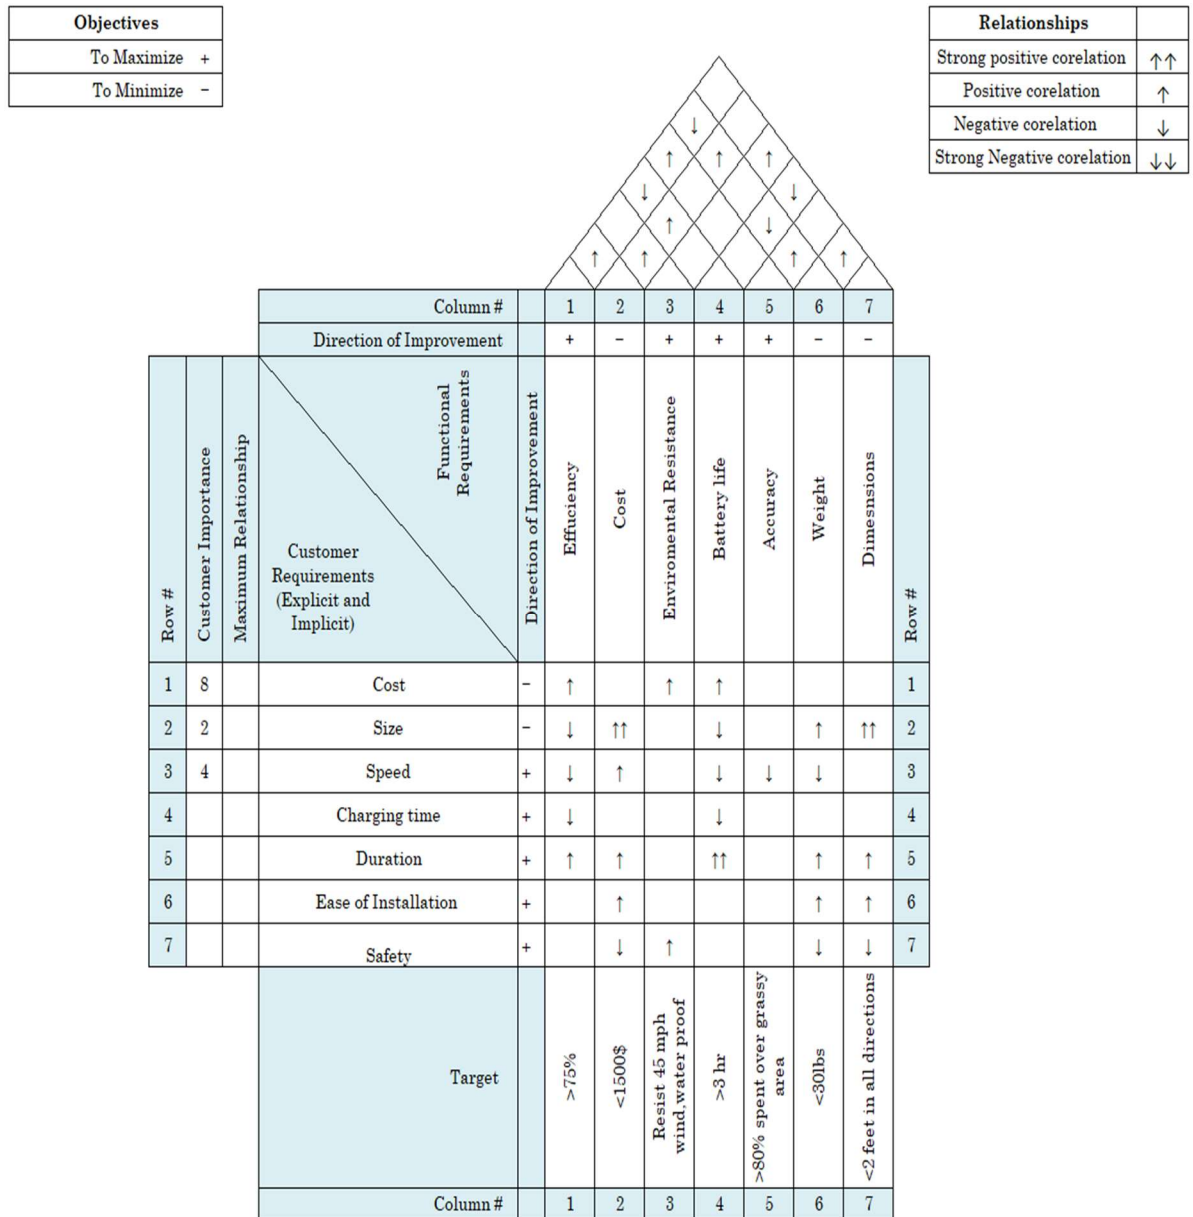 Objectives
To Maximize +
To Minimize −
Relationships
Strong positive corelation ↑↑
Positive corelation ↑
Negative corelation ↓
Strong Negative corelation ↓↓
↓
↑ ↑ ↑
↓ ↓
↑ ↓
↑ ↑ ↑ ↑
Column # 1 2 3 4 5 6 7
Direction of Improvement + − + + + − −
Row #
Customer Importance
Maximum Relationship
Functional
Requirements
Customer
Requirements
(Explicit and
Implicit)
Direction of Improvement
Effuciency
Cost
Enviromental Resistance
Battery life
Accuracy
Weight
Dimesnsions
Row #
1 8 Cost − ↑ ↑ ↑ 1
2 2 Size − ↓ ↑↑ ↓ ↑ ↑↑ 2
3 4 Speed + ↓ ↑ ↓ ↓ ↓ 3
4 Charging time + ↓ ↓ 4
5 Duration + ↑ ↑ ↑↑ ↑ ↑ 5
6 Ease of Installation + ↑ ↑ ↑ 6
7 Safety + ↓ ↑ ↓ ↓ 7
Target
>75%
<1500$
Resist 45 mph
wind,water proof
>3 hr
>80% spent over grassy
area
<30lbs
<2 feet in all directions
Column # 1 2 3 4 5 6 7